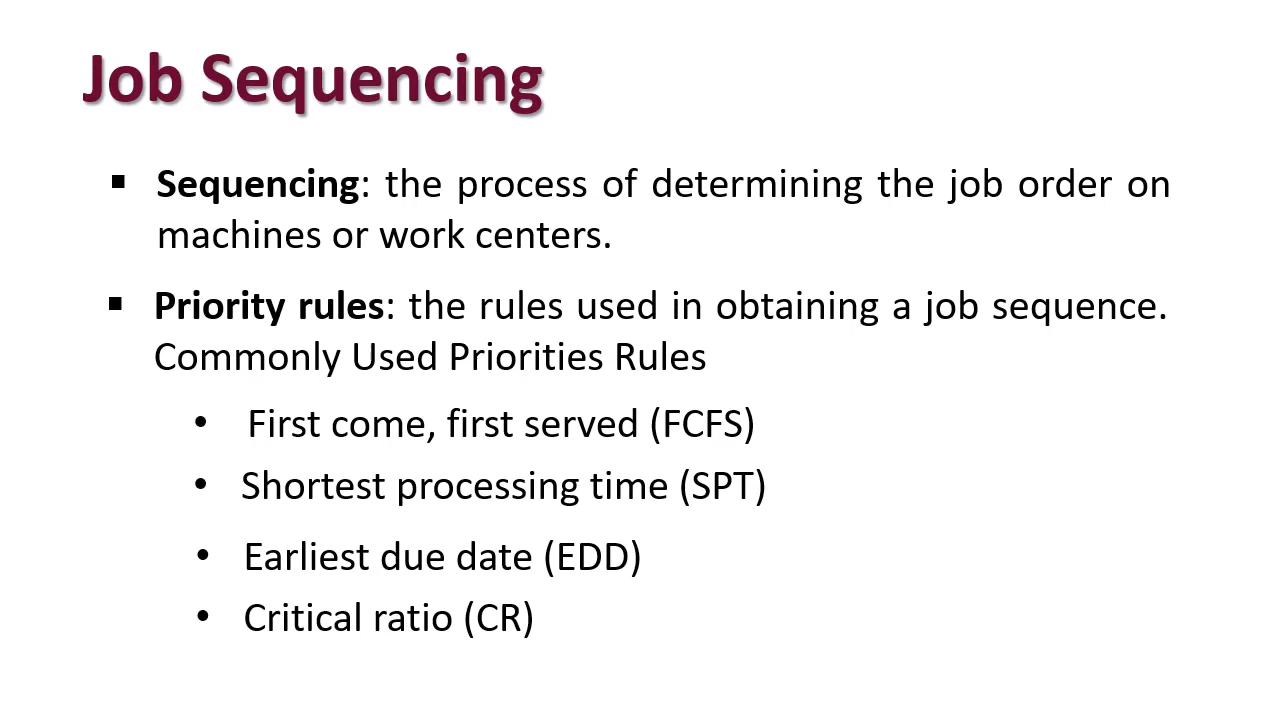 Job Sequencing
▪ Sequencing: the process of determining the job order on
machines or work centers.
▪ Priority rules: the rules used in obtaining a job sequence.
Commonly Used Priorities Rules
• First come, first served (FCFS)
• Shortest processing time (SPT)
• Earliest due date (EDD)
• Critical ratio (CR)